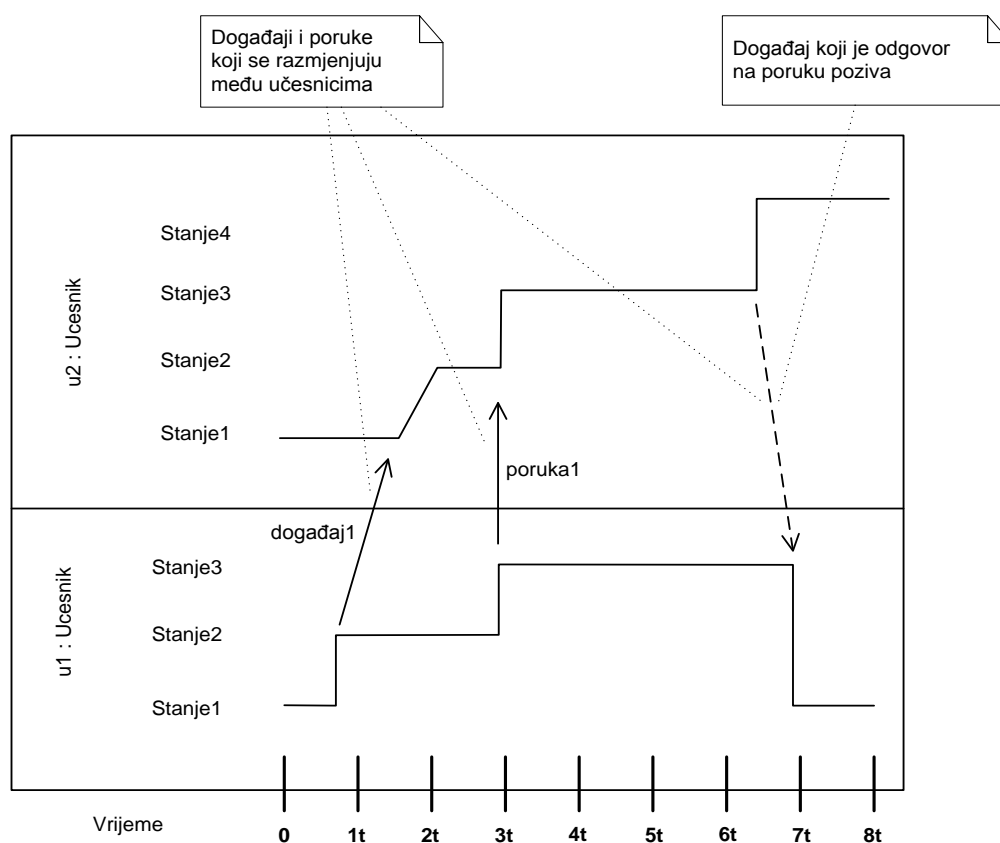 Događaji i poruke
koji se razmjenjuju
među učesnicima
Događaj koji je odgovor
na poruku poziva
u2 : Ucesnik
Stanje4
Stanje3
Stanje2
Stanje1
poruka1
događaj1
u1 : Ucesnik
Stanje3
Stanje2
Stanje1
Vrijeme
0 1t 2t 3t 4t 5t 6t 7t 8t